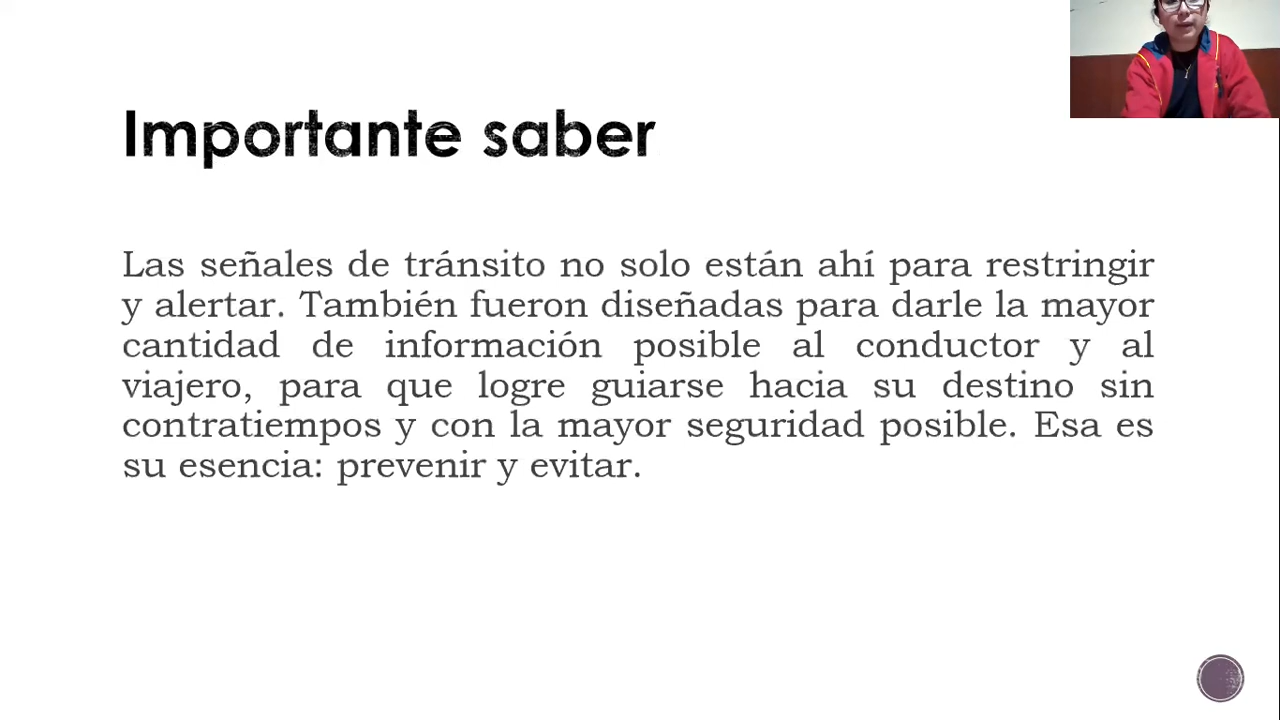 Importante saber
Las señales de tránsito no solo están ahí para restringir
y alertar. También fueron diseñadas para darle la mayor
cantidad de información posible al conductor y al
viajero, para que logre guiarse hacia su destino sin
contratiempos y con la mayor seguridad posible. Esa es
su esencia: prevenir y evitar.